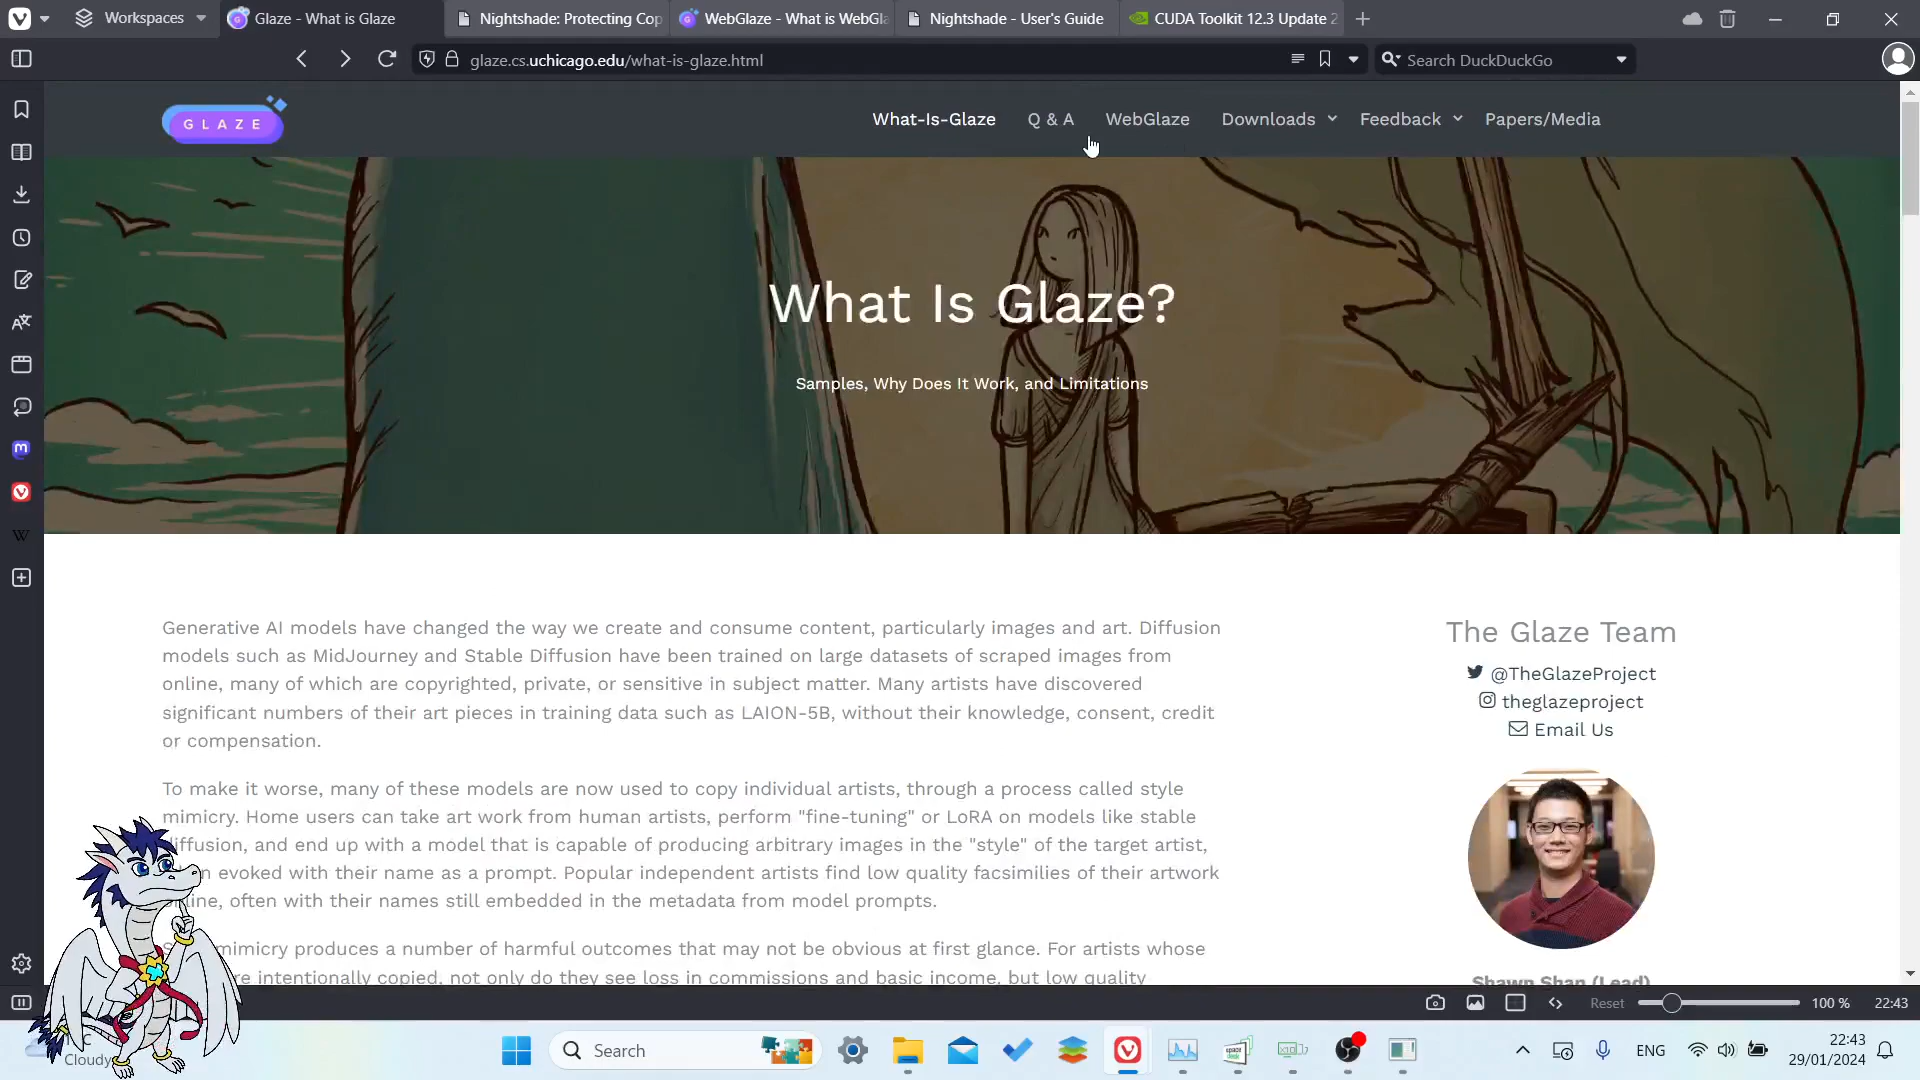 Workspaces
Glaze - What is Glaze
Nightshade: Protecting Cop
WebGlaze - What is WebGla
Nightshade - User's Guide
CUDA Toolkit 12.3 Update 2
glaze.cs.uchicago.edu/what-is-glaze.html
Search DuckDuckGo
GLAZE
What-Is-Glaze
Q & A
WebGlaze
Downloads
Feedback
Papers/Media
What Is Glaze?
Samples, Why Does It Work, and Limitations
Generative AI models have changed the way we create and consume content, particularly images and art. Diffusion
models such as MidJourney and Stable Diffusion have been trained on large datasets of scraped images from
online, many of which are copyrighted, private, or sensitive in subject matter. Many artists have discovered
significant numbers of their art pieces in training data such as LAION-5B, without their knowledge, consent, credit
or compensation.
To make it worse, many of these models are now used to copy individual artists, through a process called style
mimicry. Home users can take art work from human artists, perform "fine-tuning" or LoRA on models like stable
diffusion, and end up with a model that is capable of producing arbitrary images in the "style" of the target artist,
evoked with their name as a prompt. Popular independent artists find low quality facsimilies of their artwork
online, often with their names still embedded in the metadata from model prompts.
mimicry produces a number of harmful outcomes that may not be obvious at first glance. For artists whose
intentionally copied, not only do they see loss in commissions and basic income, but low quality
The Glaze Team
@TheGlazeProject
theglazeproject
Email Us
Shawn Shan (Lead)
Reset
100 %
22:43
Cloudy
Search
ENG
22:43
29/01/2024